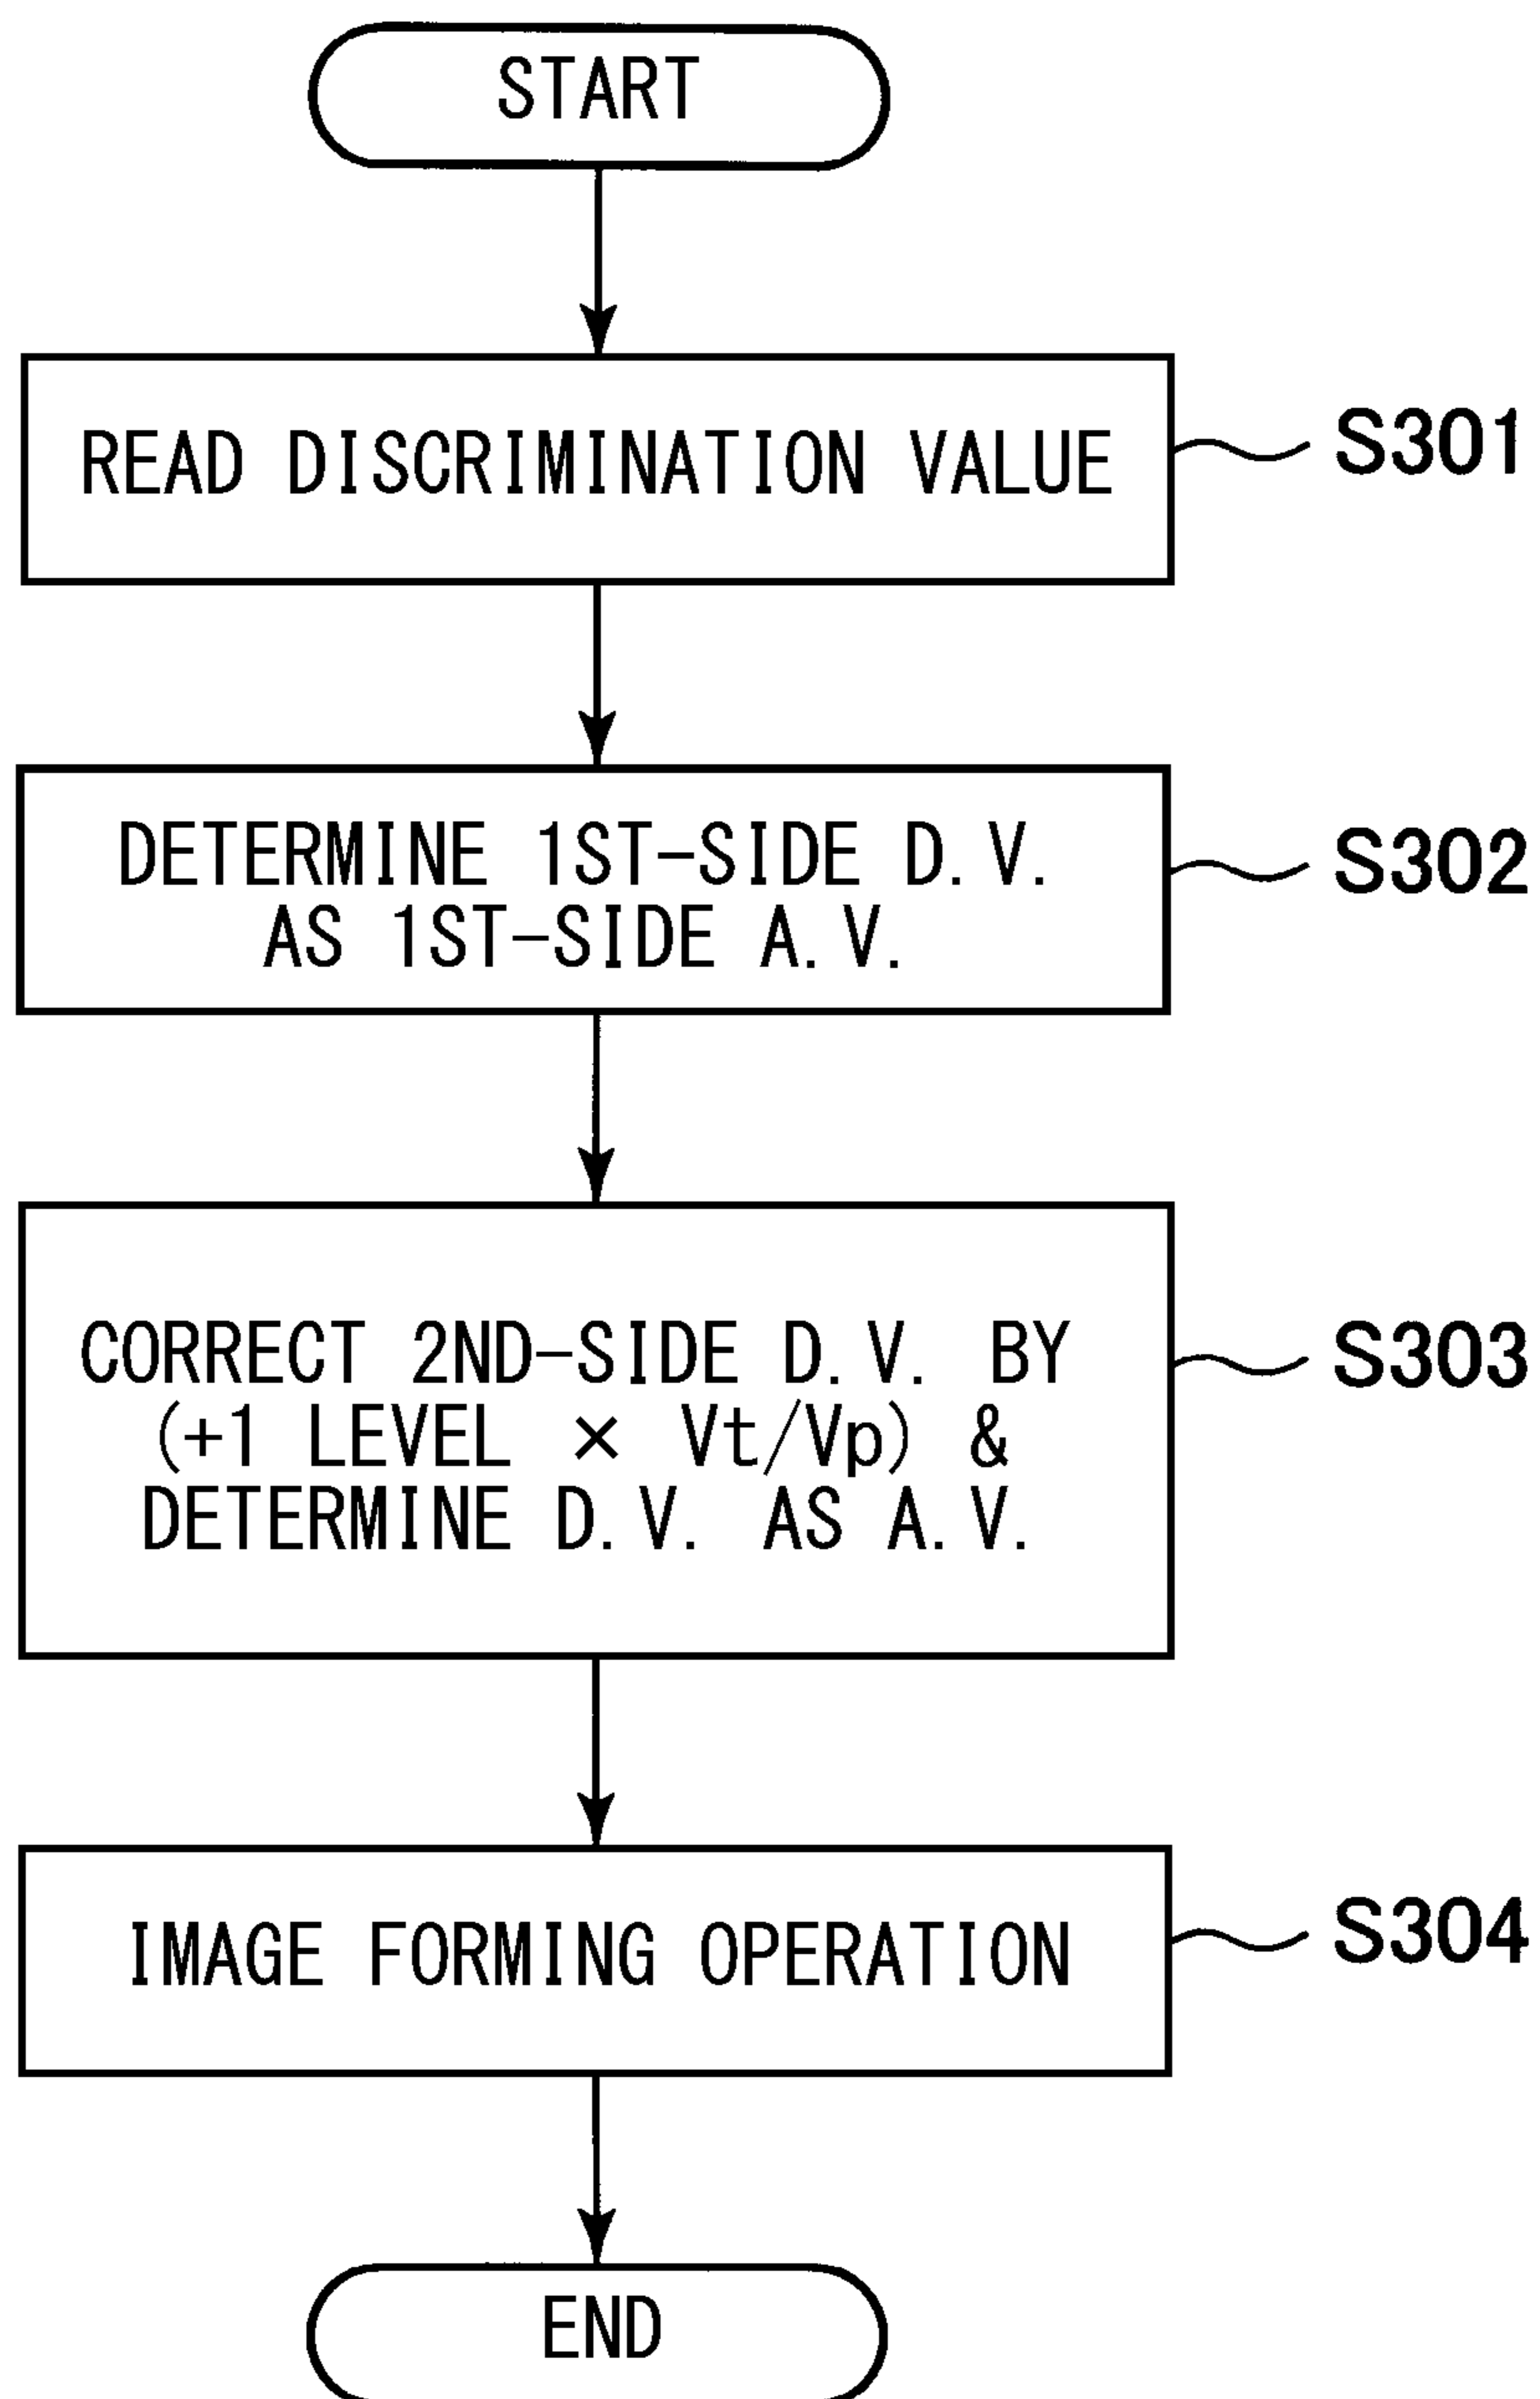 START
READ DISCRIMINATION VALUE
S301
DETERMINE 1ST-SIDE D.V.
AS 1ST-SIDE A.V.
S302
CORRECT 2ND-SIDE D.V. BY
(+1 LEVEL × Vt/Vp) &
DETERMINE D.V. AS A.V.
S303
IMAGE FORMING OPERATION
S304
END